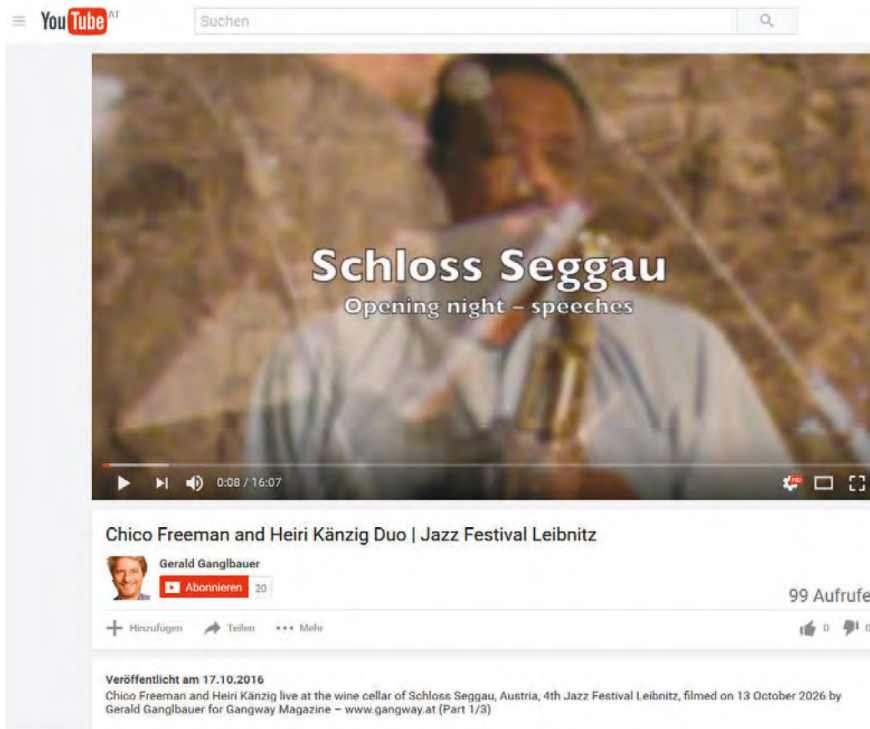 YouTube AT
Suchen
Schloss Seggau
Opening night – speeches
0:08 / 16:07
HD
Chico Freeman and Heiri Känzig Duo | Jazz Festival Leibnitz
Gerald Ganglbauer
Abonnieren 20
99 Aufrufe
Hinzufügen Teilen Mehr 0 0
Veröffentlicht am 17.10.2016
Chico Freeman and Heiri Känzig live at the wine cellar of Schloss Seggau, Austria, 4th Jazz Festival Leibnitz, filmed on 13 October 2026 by
Gerald Ganglbauer for Gangway Magazine – www.gangway.at (Part 1/3)